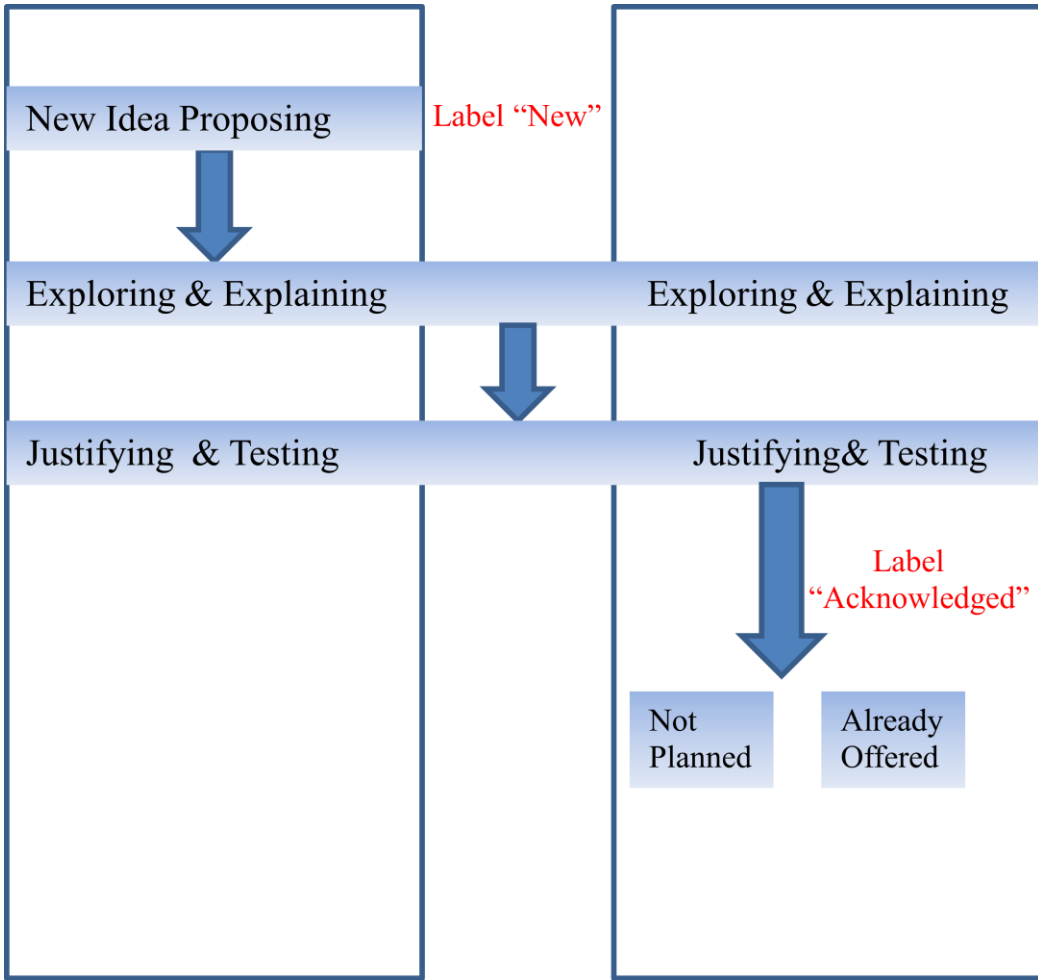 New Idea Proposing
Label “New”
Exploring & Explaining
Exploring & Explaining
Justifying & Testing
Justifying& Testing
Label
“Acknowledged”
Not
Planned
Already
Offered